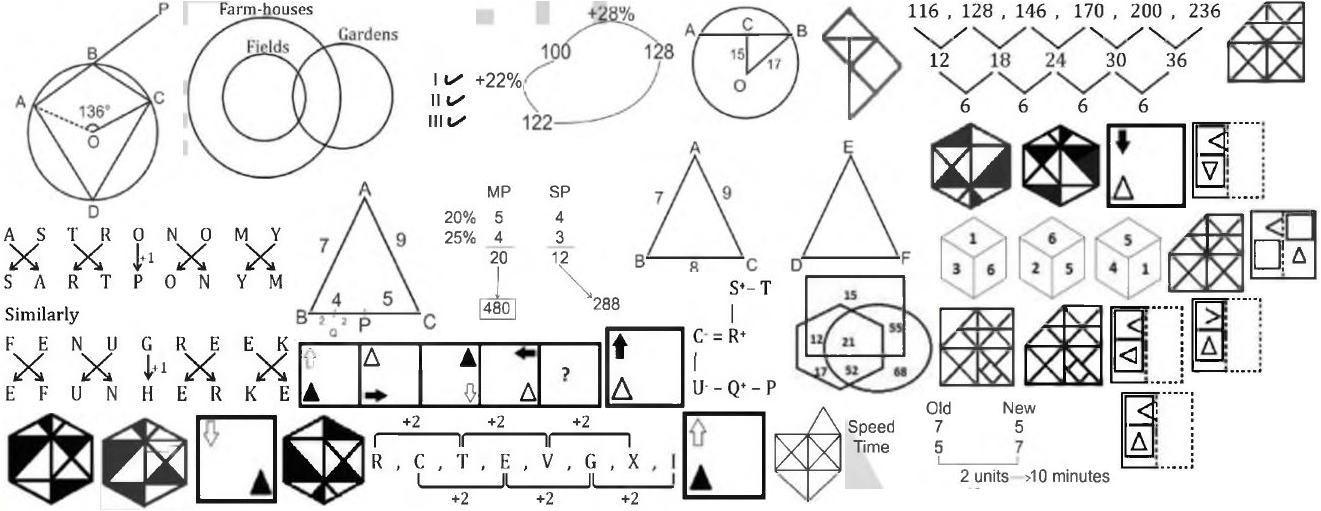 P
B
A
C
136°
O
D
Farm-houses
Fields
Gardens
I
II
III
+28%
100
128
+22%
122
A C B
15
17
O
116 , 128 , 146 , 170 , 200 , 236
12 18 24 30 36
6 6 6 6
A S T R O N O M Y
+1
S A R T P O N Y M
Similarly
F E N U G R E E K
+1
E F U N H E R K E
A
7 9
4 5
B 2 2 P C
Q
MP SP
20% 5 4
25% 4 3
20 12
480 288
A
7 9
B 8 C
E
D F
S+ – T
C- = R+
U- – Q+ – P
15
55
12 21
17 52 68
1
3 6
6
2 5
5
4 1
?
+2 +2 +2
R , C , T , E , V , G , X , I
+2 +2 +2
Speed
Time
Old New
7 5
5 7
2 units→10 minutes